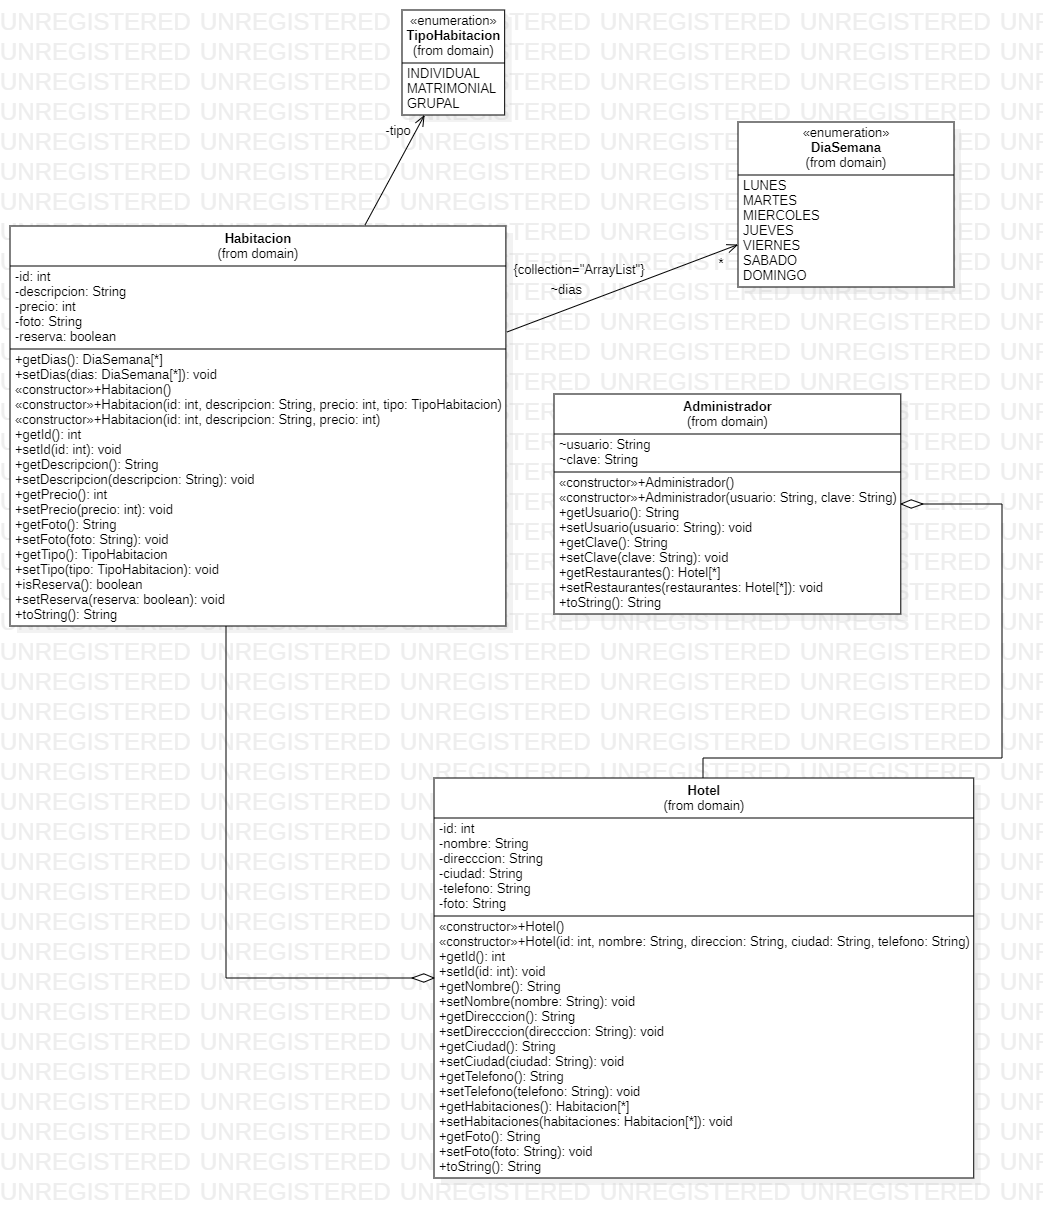 «enumeration»
TipoHabitacion
(from domain)
INDIVIDUAL
MATRIMONIAL
GRUPAL
-tipo
«enumeration»
DiaSemana
(from domain)
LUNES
MARTES
MIERCOLES
JUEVES
VIERNES
SABADO
DOMINGO
{collection="ArrayList"}
~dias
*
Habitacion
(from domain)
-id: int
-descripcion: String
-precio: int
-foto: String
-reserva: boolean
+getDias(): DiaSemana[*]
+setDias(dias: DiaSemana[*]): void
«constructor»+Habitacion()
«constructor»+Habitacion(id: int, descripcion: String, precio: int, tipo: TipoHabitacion)
«constructor»+Habitacion(id: int, descripcion: String, precio: int)
+getId(): int
+setId(id: int): void
+getDescripcion(): String
+setDescripcion(descripcion: String): void
+getPrecio(): int
+setPrecio(precio: int): void
+getFoto(): String
+setFoto(foto: String): void
+getTipo(): TipoHabitacion
+setTipo(tipo: TipoHabitacion): void
+isReserva(): boolean
+setReserva(reserva: boolean): void
+toString(): String
Administrador
(from domain)
~usuario: String
~clave: String
«constructor»+Administrador()
«constructor»+Administrador(usuario: String, clave: String)
+getUsuario(): String
+setUsuario(usuario: String): void
+getClave(): String
+setClave(clave: String): void
+getRestaurantes(): Hotel[*]
+setRestaurantes(restaurantes: Hotel[*]): void
+toString(): String
Hotel
(from domain)
-id: int
-nombre: String
-direcccion: String
-ciudad: String
-telefono: String
-foto: String
«constructor»+Hotel()
«constructor»+Hotel(id: int, nombre: String, direccion: String, ciudad: String, telefono: String)
+getId(): int
+setId(id: int): void
+getNombre(): String
+setNombre(nombre: String): void
+getDirecccion(): String
+setDirecccion(direcccion: String): void
+getCiudad(): String
+setCiudad(ciudad: String): void
+getTelefono(): String
+setTelefono(telefono: String): void
+getHabitaciones(): Habitacion[*]
+setHabitaciones(habitaciones: Habitacion[*]): void
+getFoto(): String
+setFoto(foto: String): void
+toString(): String
UNREGISTERED